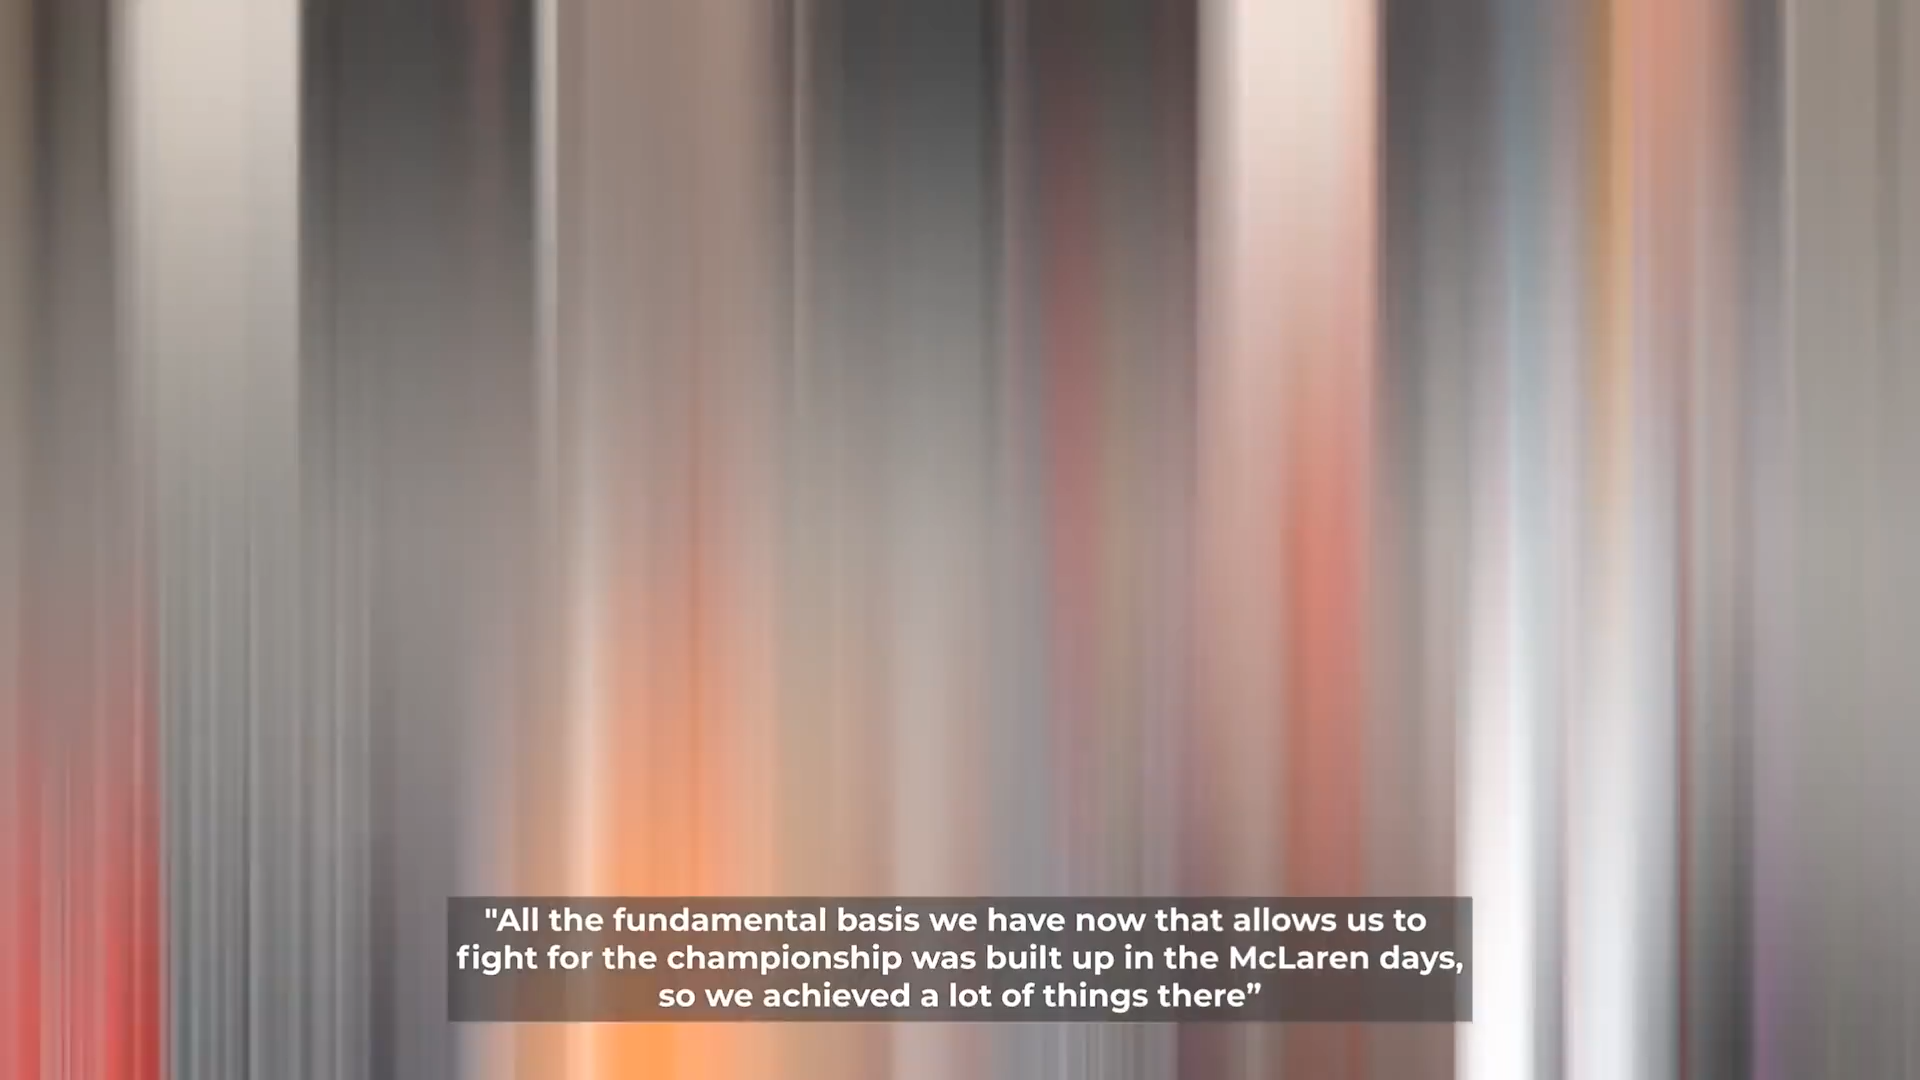 "All the fundamental basis we have now that allows us to
fight for the championship was built up in the McLaren days,
so we achieved a lot of things there”